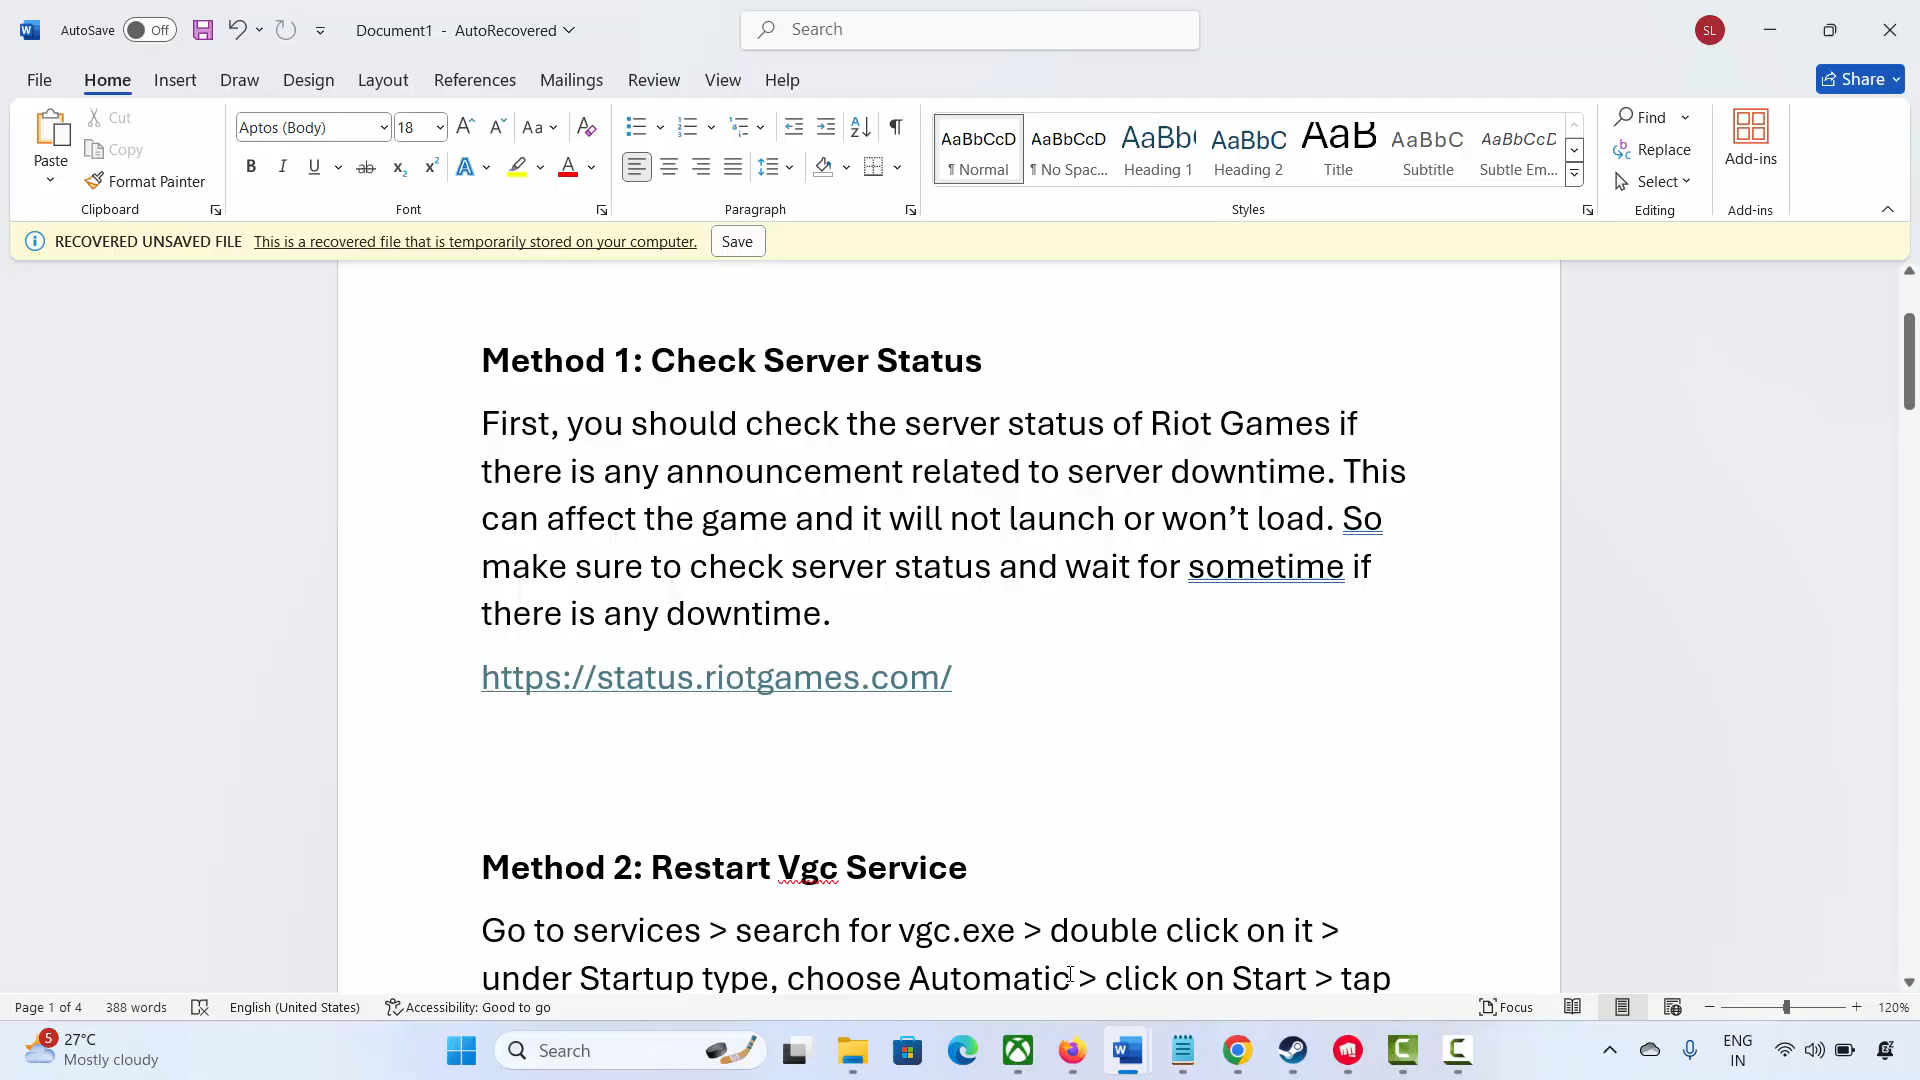 AutoSave Off Document1 - AutoRecovered Search SL
File Home Insert Draw Design Layout References Mailings Review View Help Share
Paste Cut Copy Format Painter
Clipboard
Aptos (Body) 18 Aa
B I U ab x₂ x² A A
Font
Paragraph
AaBbCcD AaBbCcD AaBb( AaBbC AaB AaBbC AaBbCcD
¶ Normal ¶ No Spac... Heading 1 Heading 2 Title Subtitle Subtle Em...
Styles
Find
Replace
Select
Editing
Add-ins
Add-ins
RECOVERED UNSAVED FILE This is a recovered file that is temporarily stored on your computer. Save
Method 1: Check Server Status
First, you should check the server status of Riot Games if
there is any announcement related to server downtime. This
can affect the game and it will not launch or won’t load. So
make sure to check server status and wait for sometime if
there is any downtime.
https://status.riotgames.com/
Method 2: Restart Vgc Service
Go to services > search for vgc.exe > double click on it >
under Startup type, choose Automatic > click on Start > tap
Page 1 of 4 388 words English (United States) Accessibility: Good to go Focus 120%
5 27°C
Mostly cloudy
Search
ENG
IN